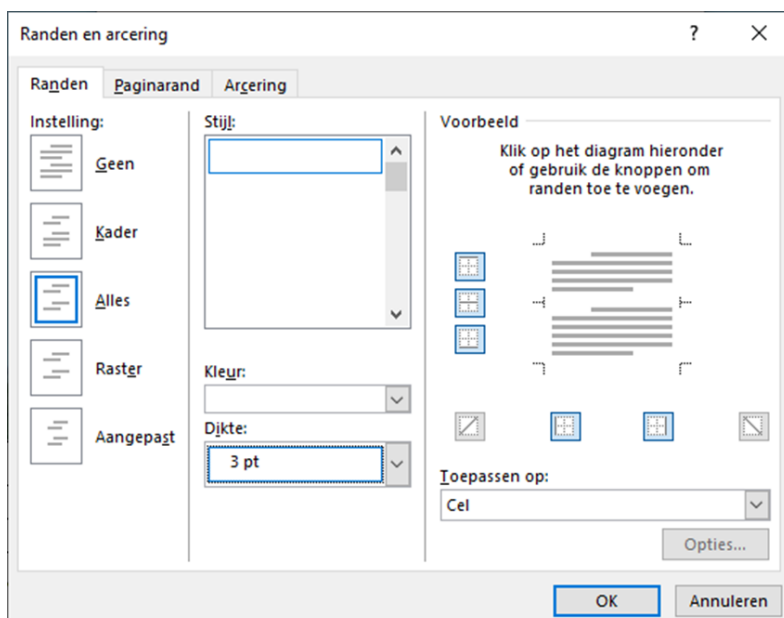 Randen en arcering
?
Randen
Paginarand
Arcering
Instelling:
Geen
Kader
Alles
Raster
Aangepast
Stijl:
Kleur:
Dikte:
3 pt
Voorbeeld
Klik op het diagram hieronder
of gebruik de knoppen om
randen toe te voegen.
Toepassen op:
Cel
Opties...
OK
Annuleren